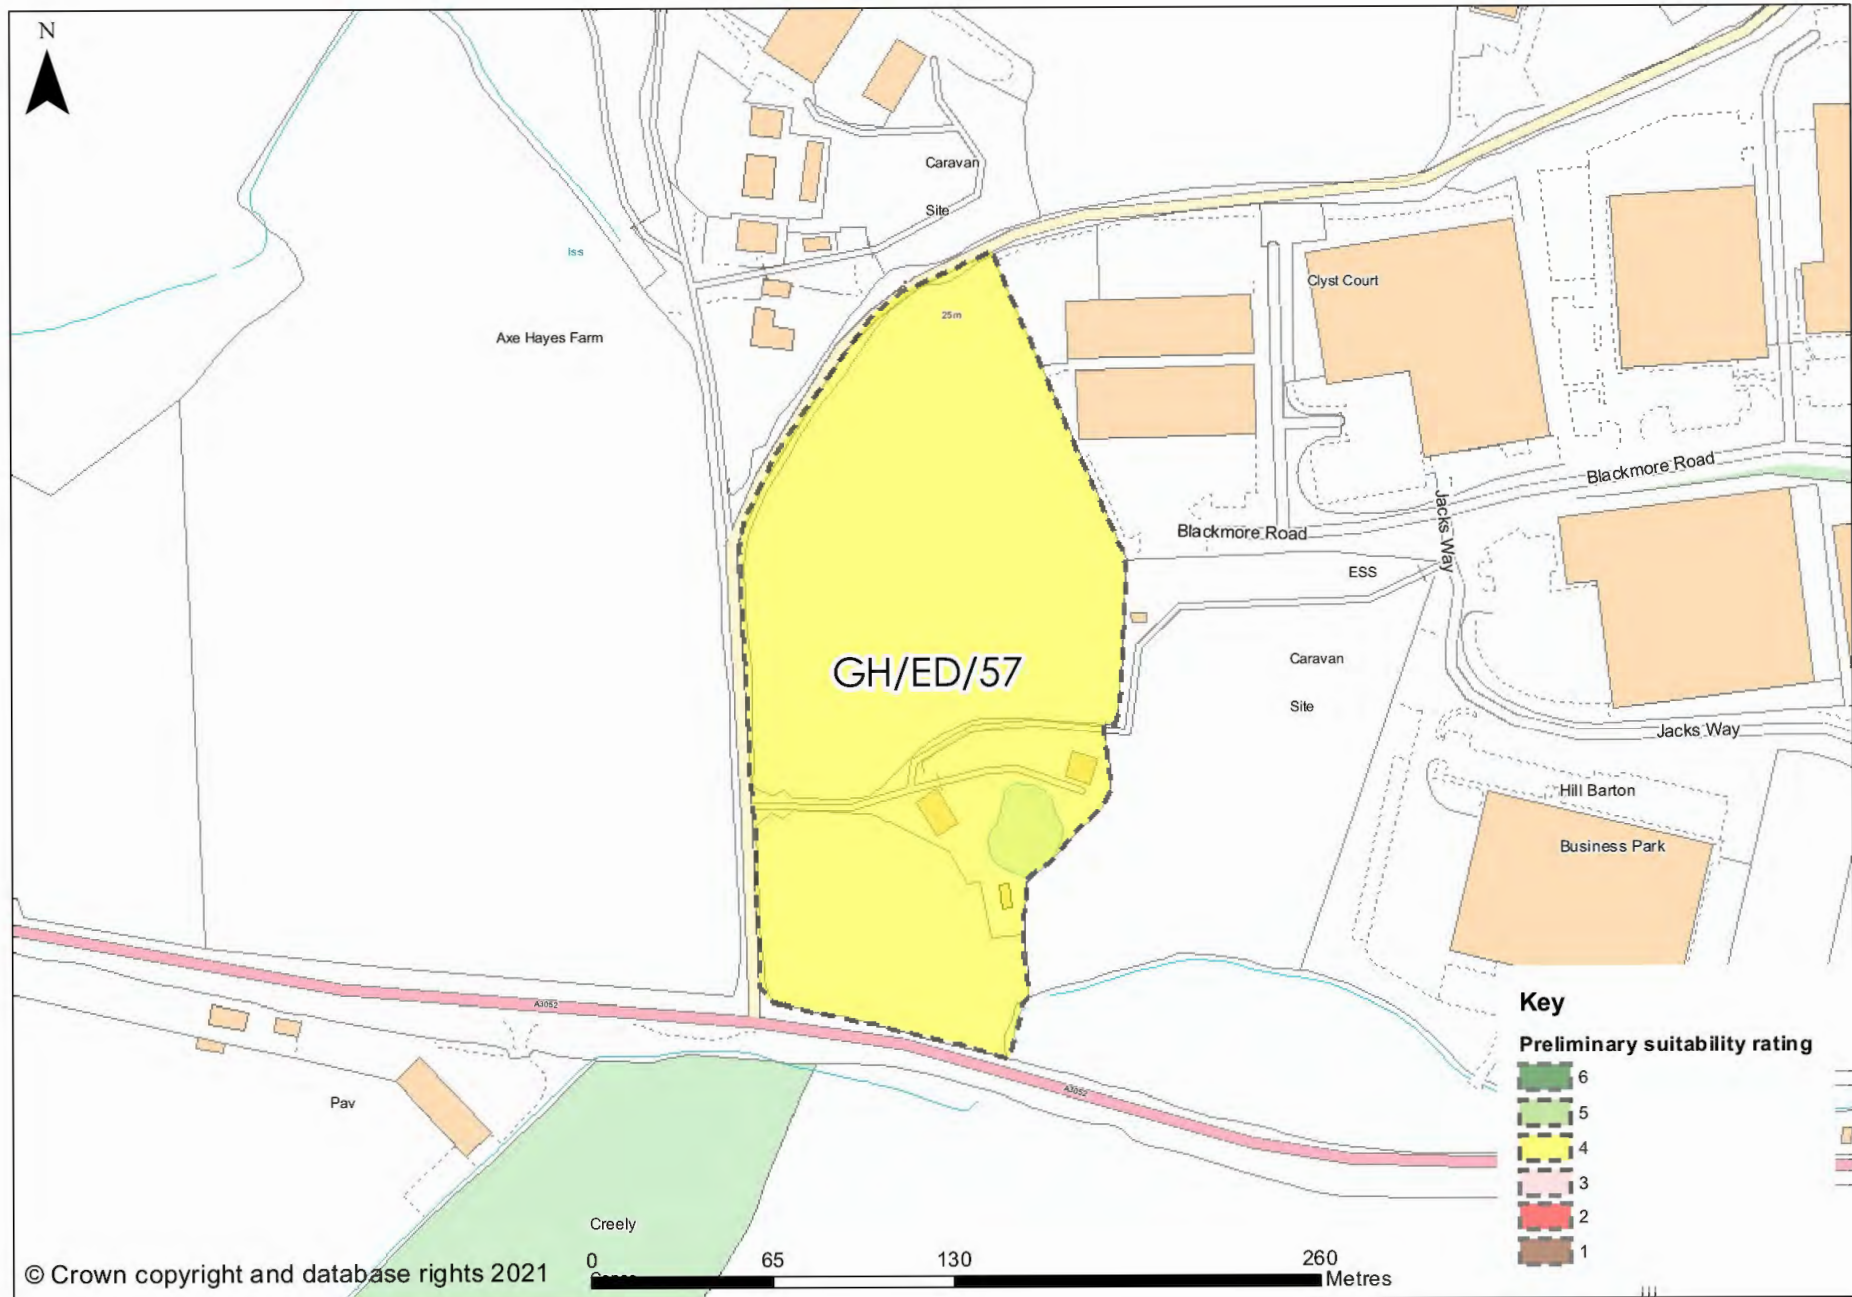 N
Caravan
Site
Iss
Clyst Court
25m
Axe Hayes Farm
Blackmore Road
Jacks Way
Blackmore Road
ESS
GH/ED/57
Caravan
Site
Jacks Way
Hill Barton
Business Park
A3052
A3052
Pav
Creely
Key
Preliminary suitability rating
6
5
4
3
2
1
0 65 130 260
Metres
© Crown copyright and database rights 2021